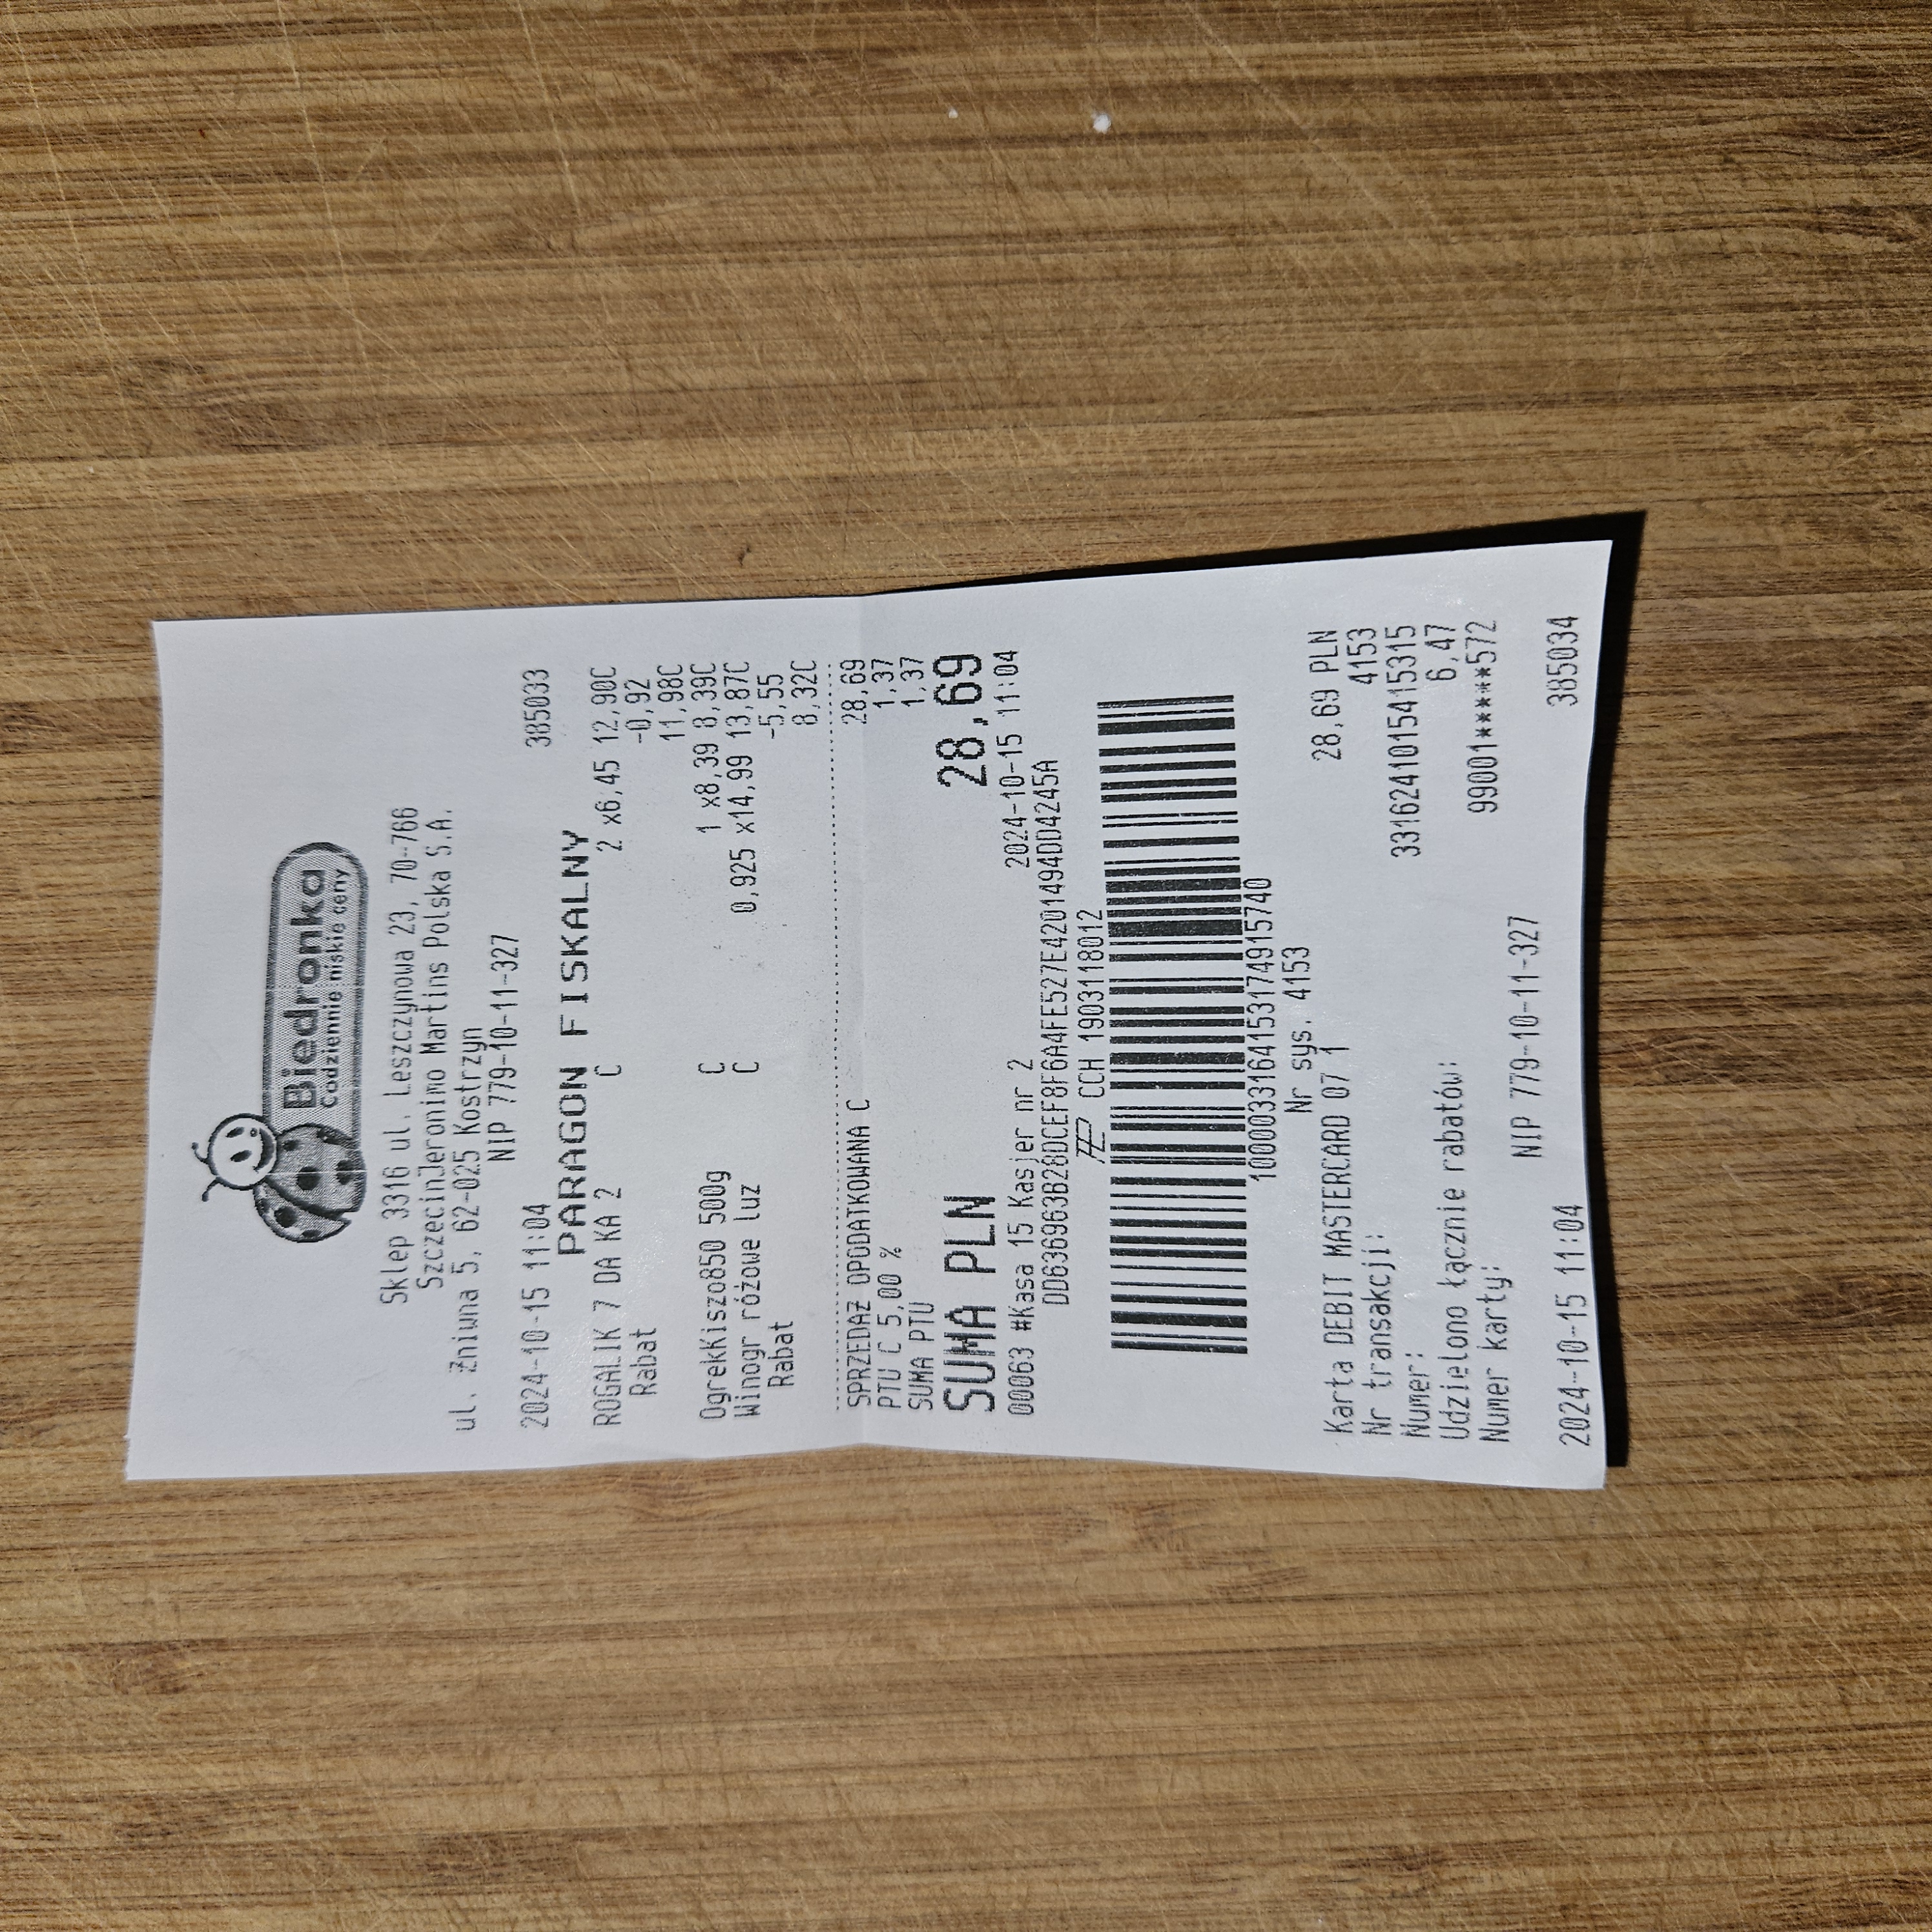 Biedronka
Codziennie niskie ceny
Sklep 3316 ul. Leszczynowa 23, 70-766
SzczecinJeronimo Martins Polska S.A.
ul. Żniwna 5, 62-025 Kostrzyn
NIP 779-10-11-327
2024-10-15 11:04 385033
PARAGON FISKALNY
ROGALIK 7 DA KA 2 C 2 x6,45 12,90C
Rabat -0,92
11,98C
OgrekKiszo850 500g C 1 x8,39 8,39C
Winogr różowe luz C 0,925 x14,99 13,87C
Rabat -5,55
8,32C
SPRZEDAŻ OPODATKOWANA C 28,69
PTU C 5,00 % 1,37
SUMA PTU 1,37
SUMA PLN 28,69
00063 #Kasa 15 Kasjer nr 2 2024-10-15 11:04
DD636963B28DCEF8F6A4FE527E4201494DD4245A
CCH 1903118012
1000033164153174915740
Nr sys. 4153
Karta DEBIT MASTERCARD 07 1 28,69 PLN
Nr transakcji: 4153
Numer: 3316241015415315
Udzielono łącznie rabatów: 6,47
Numer karty: 99001*****572
NIP 779-10-11-327
2024-10-15 11:04 385034